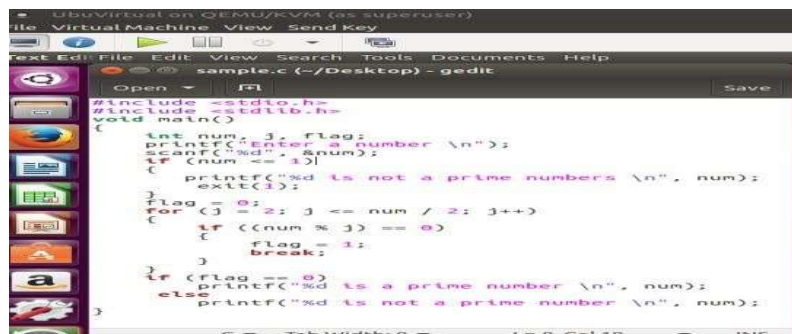 UbuVirtual on QEMU/KVM (as superuser)
File Virtual Machine View Send Key
Text Edi File Edit View Search Tools Documents Help
sample.c (~/Desktop) - gedit
Open Save
#include <stdio.h>
#include <stdlib.h>
void main()
{
int num, j, flag;
printf("Enter a number \n");
scanf("%d", &num);
if (num <= 1)
{
printf("%d is not a prime numbers \n", num);
exit(1);
}
flag = 0;
for (j = 2; j <= num / 2; j++)
{
if ((num % j) == 0)
{
flag = 1;
break;
}
}
if (flag == 0)
printf("%d is a prime number \n", num);
else
printf("%d is not a prime number \n", num);
}